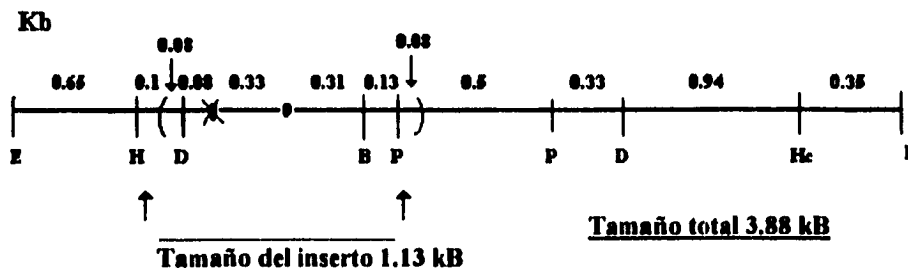 Kb
0.08 0.08
0.65 0.1 0.08 0.33 0.31 0.13 0.5 0.33 0.94 0.35
E H D B P P D Hc
Tamaño total 3.88 kB
Tamaño del inserto 1.13 kB